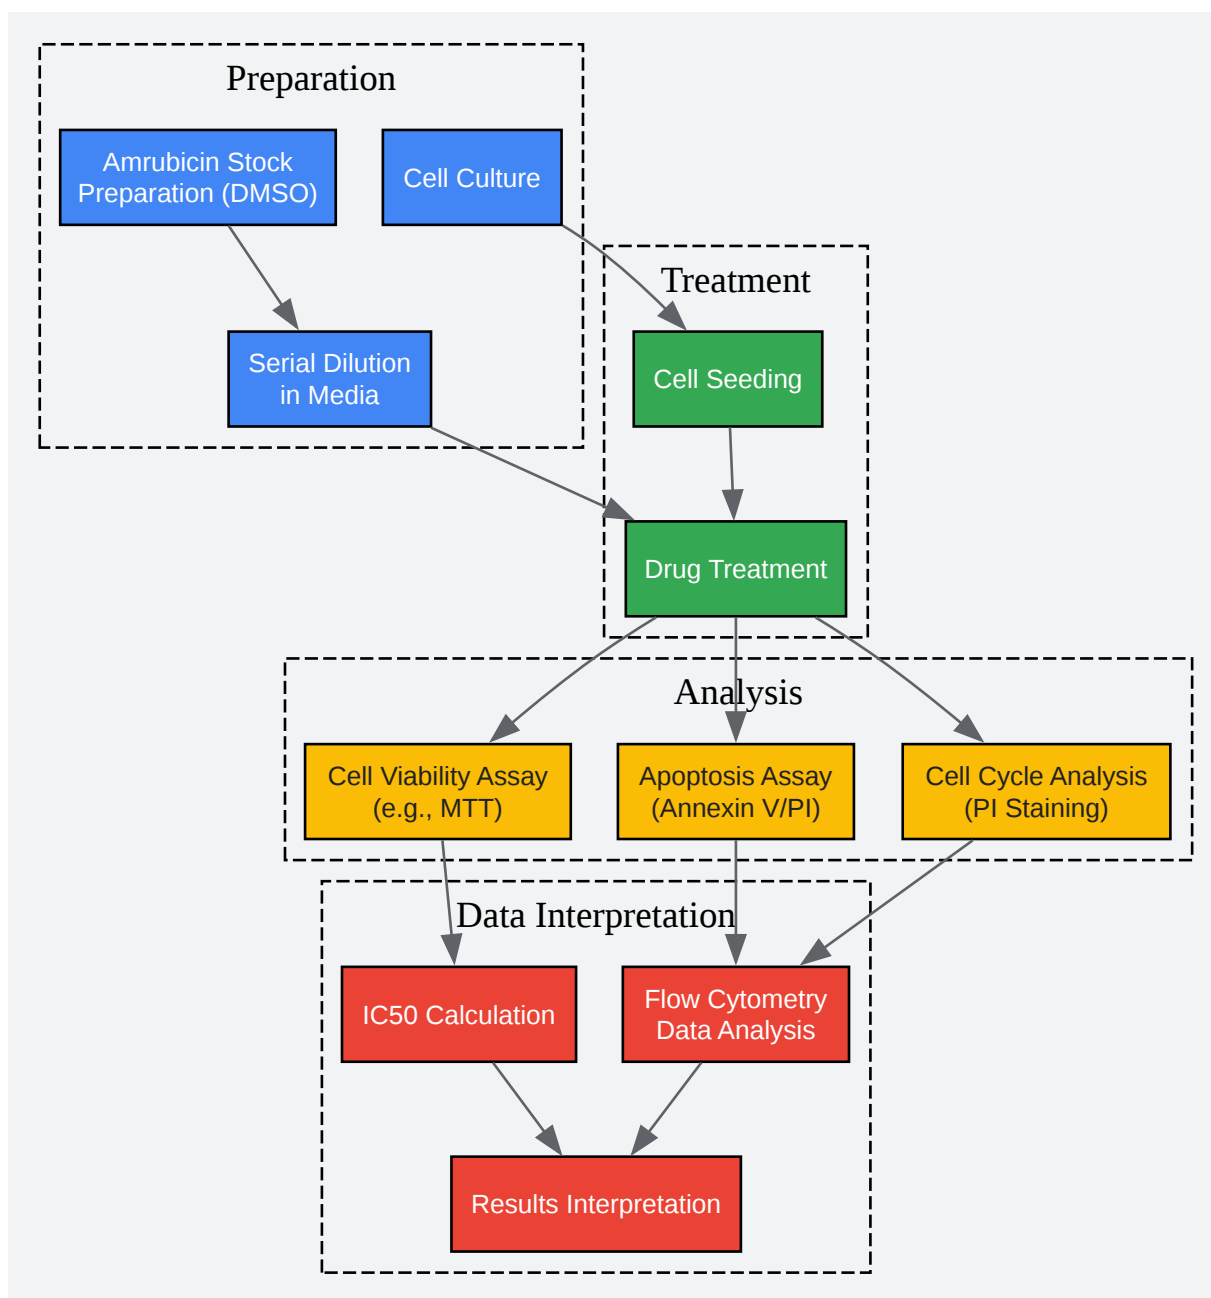 Preparation
Amrubicin Stock
Preparation (DMSO)
Cell Culture
Treatment
Serial Dilution
in Media
Cell Seeding
Drug Treatment
Analysis
Cell Viability Assay
(e.g., MTT)
Apoptosis Assay
(Annexin V/PI)
Cell Cycle Analysis
(PI Staining)
Data Interpretation
IC50 Calculation
Flow Cytometry
Data Analysis
Results Interpretation